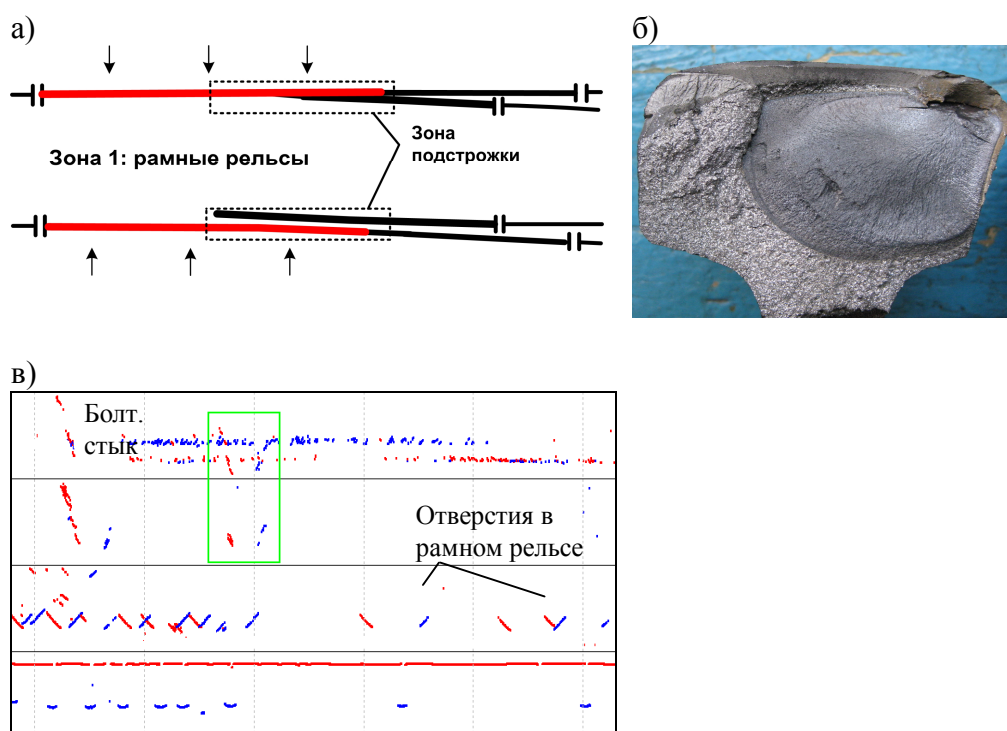 а)
б)
Зона 1: рамные рельсы
Зона
подстрожки
в)
Болт.
стык
Отверстия в
рамном рельсе